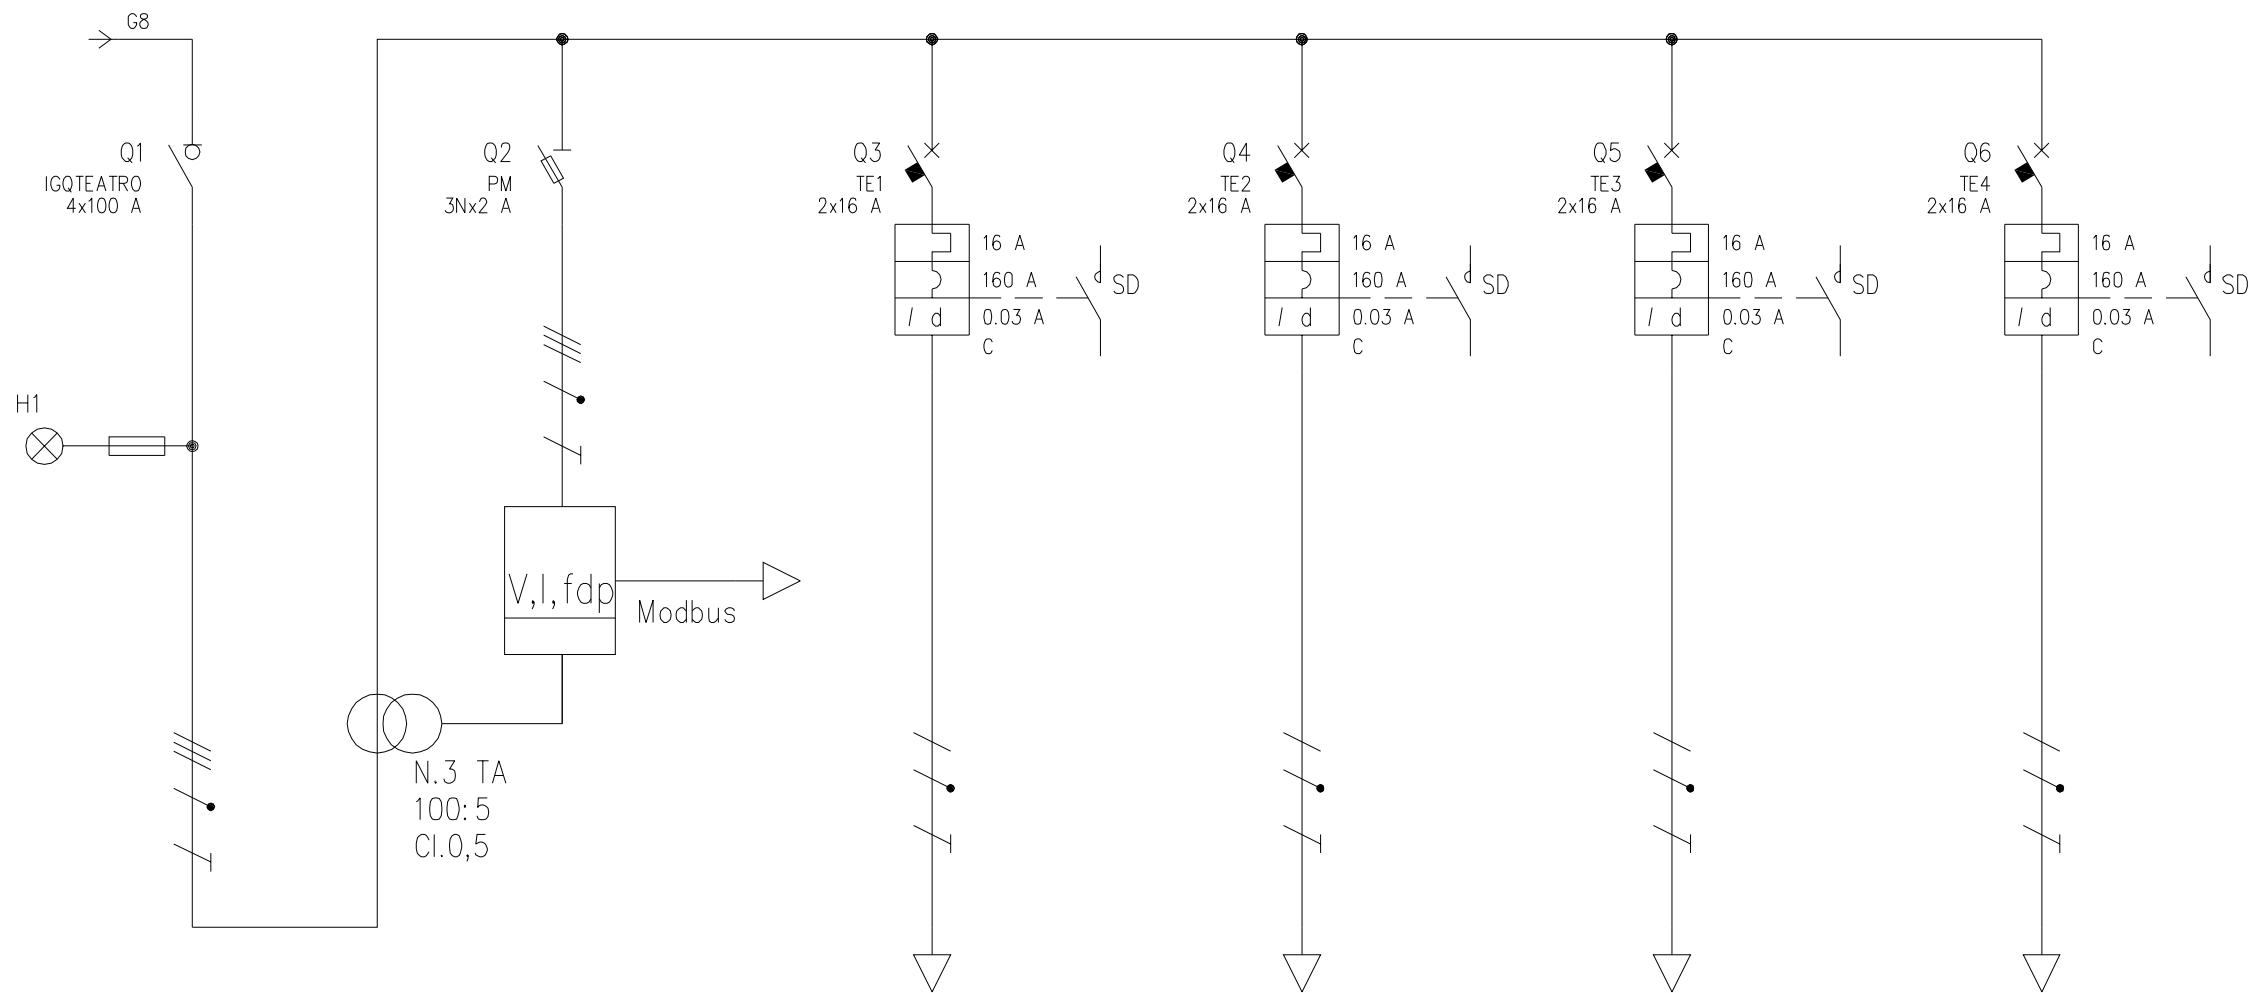 G8
Q1
IGQTEATRO
4x100 A
H1
Q2
PM
3Nx2 A
V,I,fdp
Modbus
N.3 TA
100:5
Cl.0,5
Q3
TE1
2x16 A
16 A
160 A
I d
0.03 A
C
SD
Q4
TE2
2x16 A
16 A
160 A
I d
0.03 A
C
SD
Q5
TE3
2x16 A
16 A
160 A
I d
0.03 A
C
SD
Q6
TE4
2x16 A
16 A
160 A
I d
0.03 A
C
SD